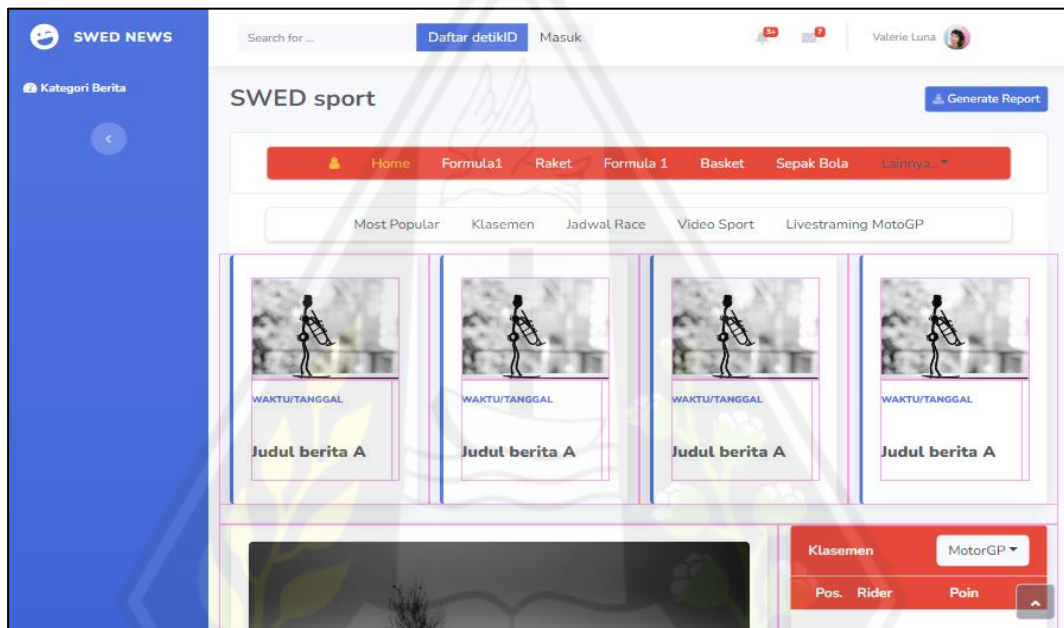 SWED NEWS
Search for ...
Daftar detikID
Masuk
3+
7
Valerie Luna
Kategori Berita
SWED sport
Generate Report
Home Formula1 Raket Formula 1 Basket Sepak Bola Lainnya..
Most Popular Klasemen Jadwal Race Video Sport Livestraming MotoGP
WAKTU/TANGGAL WAKTU/TANGGAL WAKTU/TANGGAL WAKTU/TANGGAL
Judul berita A Judul berita A Judul berita A Judul berita A
Klasemen MotorGP
Pos. Rider Poin